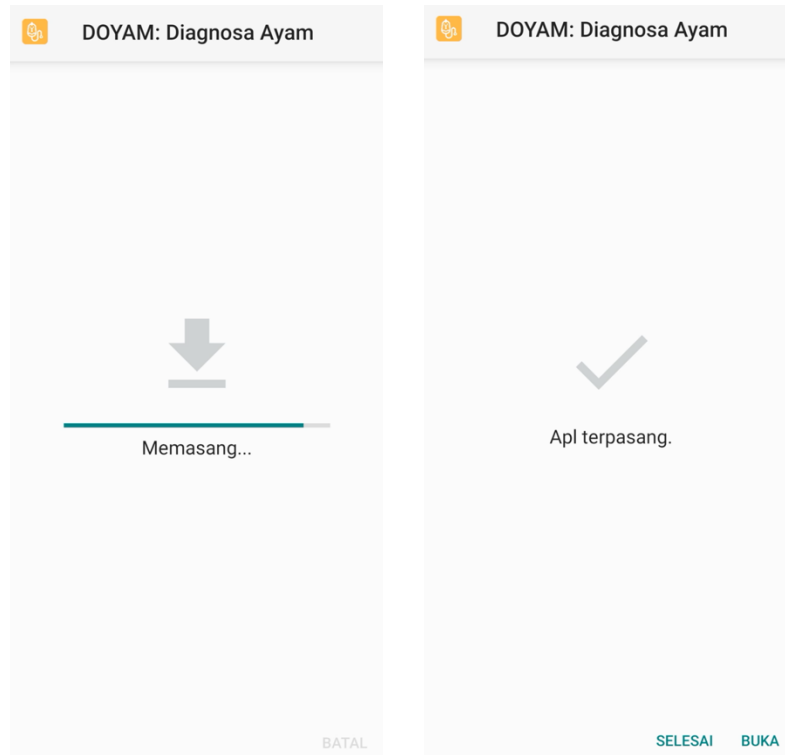 DOYAM: Diagnosa Ayam
Memasang...
BATAL
DOYAM: Diagnosa Ayam
Apl terpasang.
SELESAI BUKA